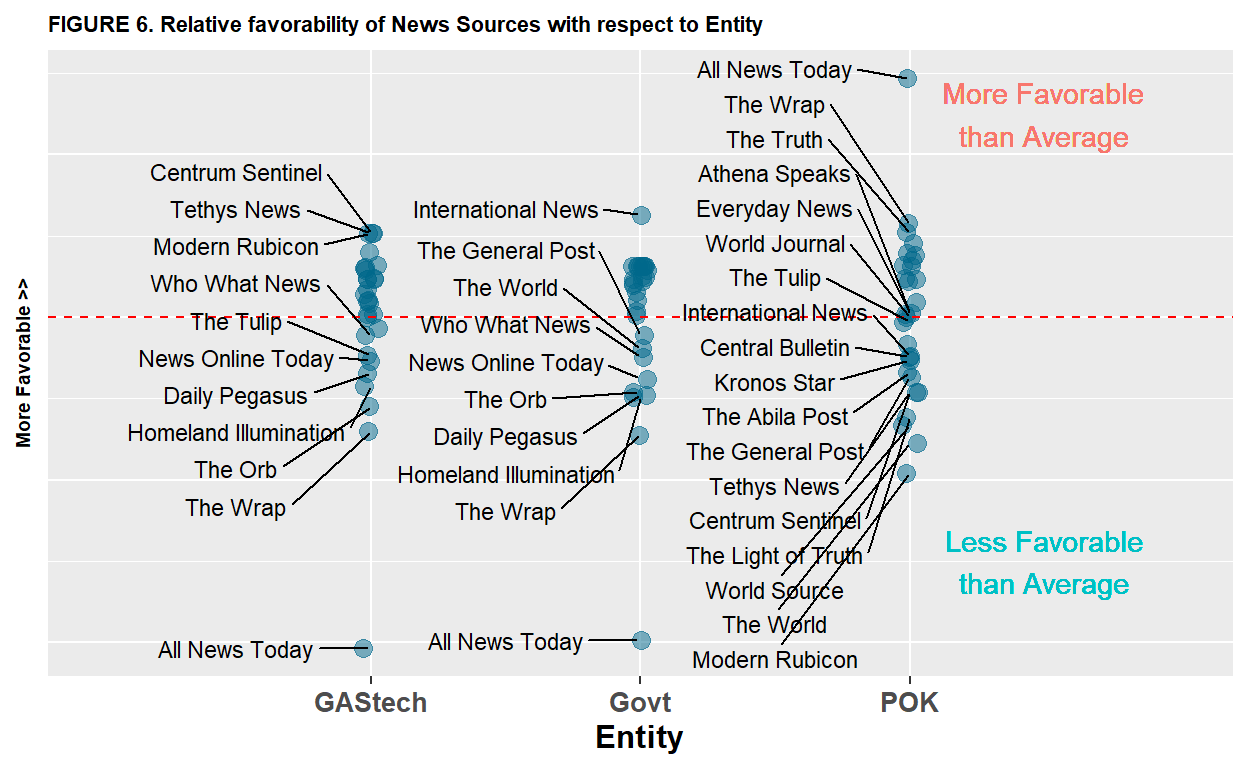 FIGURE 6. Relative favorability of News Sources with respect to Entity
More Favorable >>
Centrum Sentinel
Tethys News
Modern Rubicon
Who What News
The Tulip
News Online Today
Daily Pegasus
Homeland Illumination
The Orb
The Wrap
All News Today
International News
The General Post
The World
Who What News
News Online Today
The Orb
Daily Pegasus
Homeland Illumination
The Wrap
All News Today
All News Today
The Wrap
The Truth
Athena Speaks
Everyday News
World Journal
The Tulip
International News
Central Bulletin
Kronos Star
The Abila Post
The General Post
Tethys News
Centrum Sentinel
The Light of Truth
World Source
The World
Modern Rubicon
More Favorable
than Average
Less Favorable
than Average
GAStech
Govt
POK
Entity